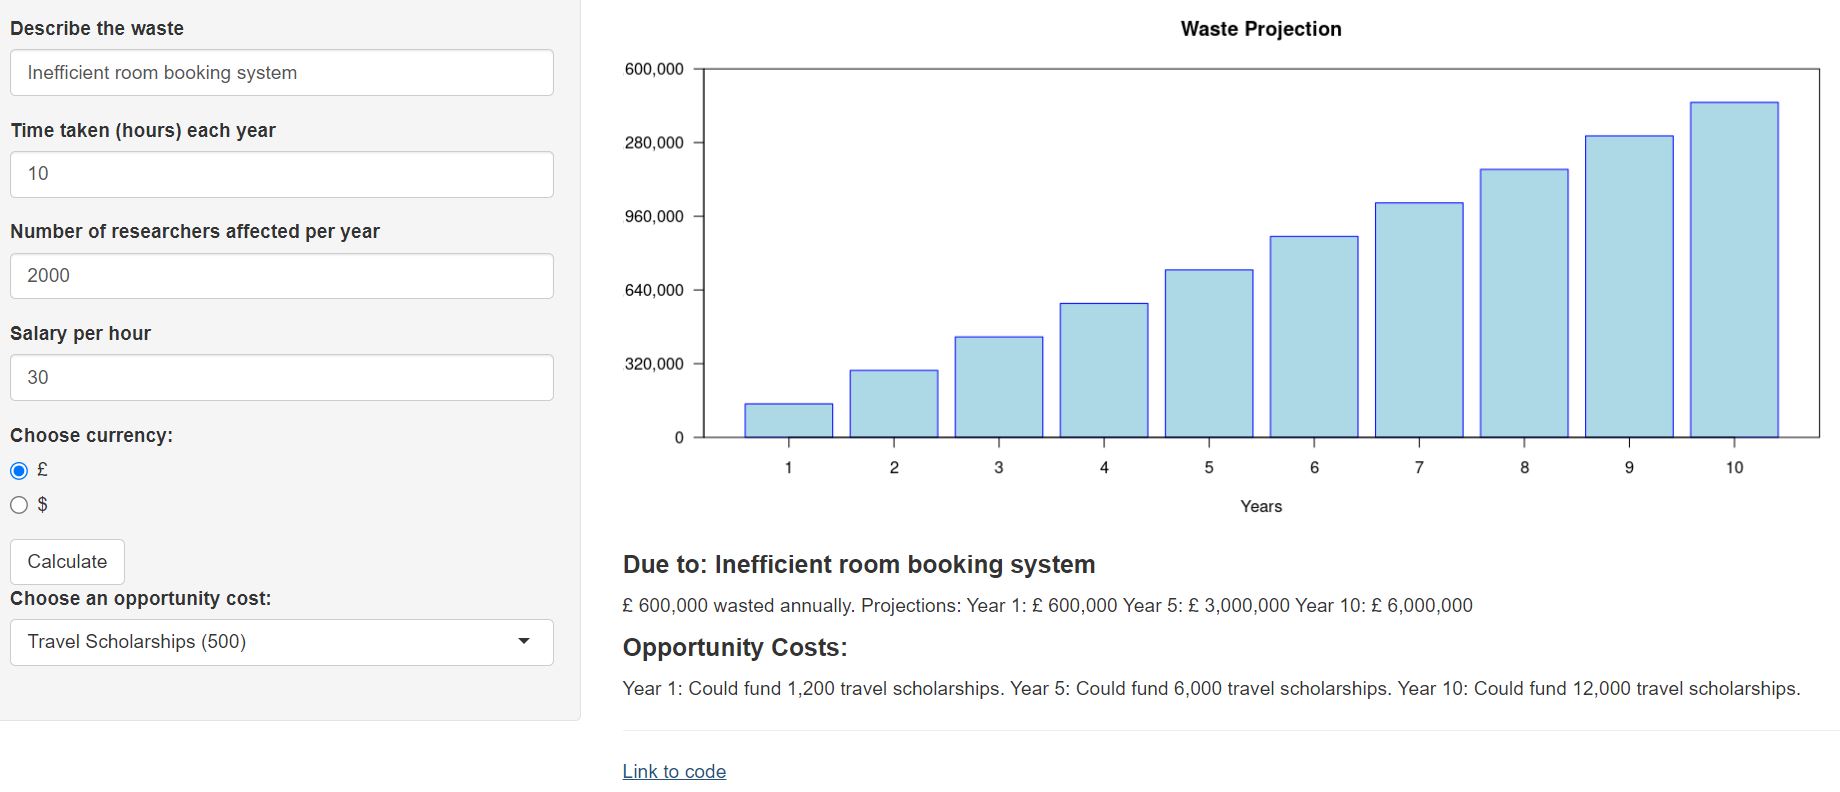 Describe the waste
Inefficient room booking system
Time taken (hours) each year
10
Number of researchers affected per year
2000
Salary per hour
30
Choose currency:
£
$
Calculate
Choose an opportunity cost:
Travel Scholarships (500)
Waste Projection
600,000
280,000
960,000
640,000
320,000
0
1 2 3 4 5 6 7 8 9 10
Years
Due to: Inefficient room booking system
£ 600,000 wasted annually. Projections: Year 1: £ 600,000 Year 5: £ 3,000,000 Year 10: £ 6,000,000
Opportunity Costs:
Year 1: Could fund 1,200 travel scholarships. Year 5: Could fund 6,000 travel scholarships. Year 10: Could fund 12,000 travel scholarships.
Link to code